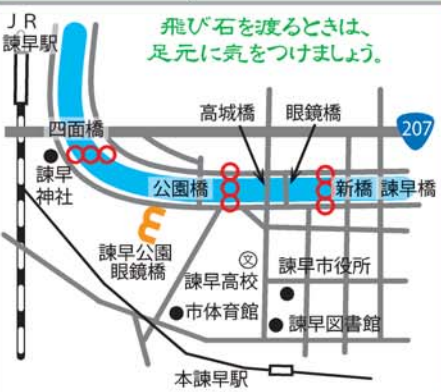 飛び石を渡るときは、
足元に気をつけましょう。
JR
諫早駅
四面橋
高城橋
眼鏡橋
207
諫早
神社
公園橋
新橋
諫早橋
諫早公園
眼鏡橋
文
諫早高校
諫早市役所
市体育館
諫早図書館
本諫早駅